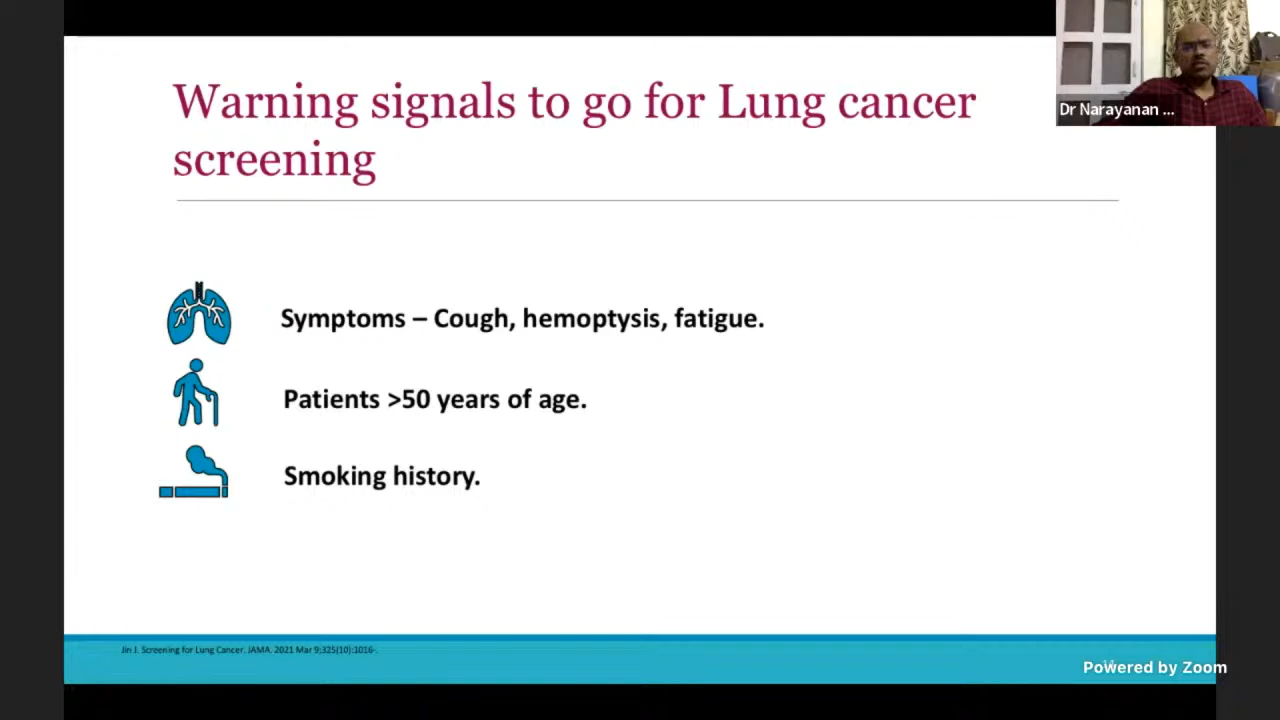 Warning signals to go for Lung cancer
screening
Dr Narayanan ...
Symptoms – Cough, hemoptysis, fatigue.
Patients >50 years of age.
Smoking history.
Jin J. Screening for Lung Cancer. JAMA. 2021 Mar 9;325(10):1016-.
Powered by Zoom